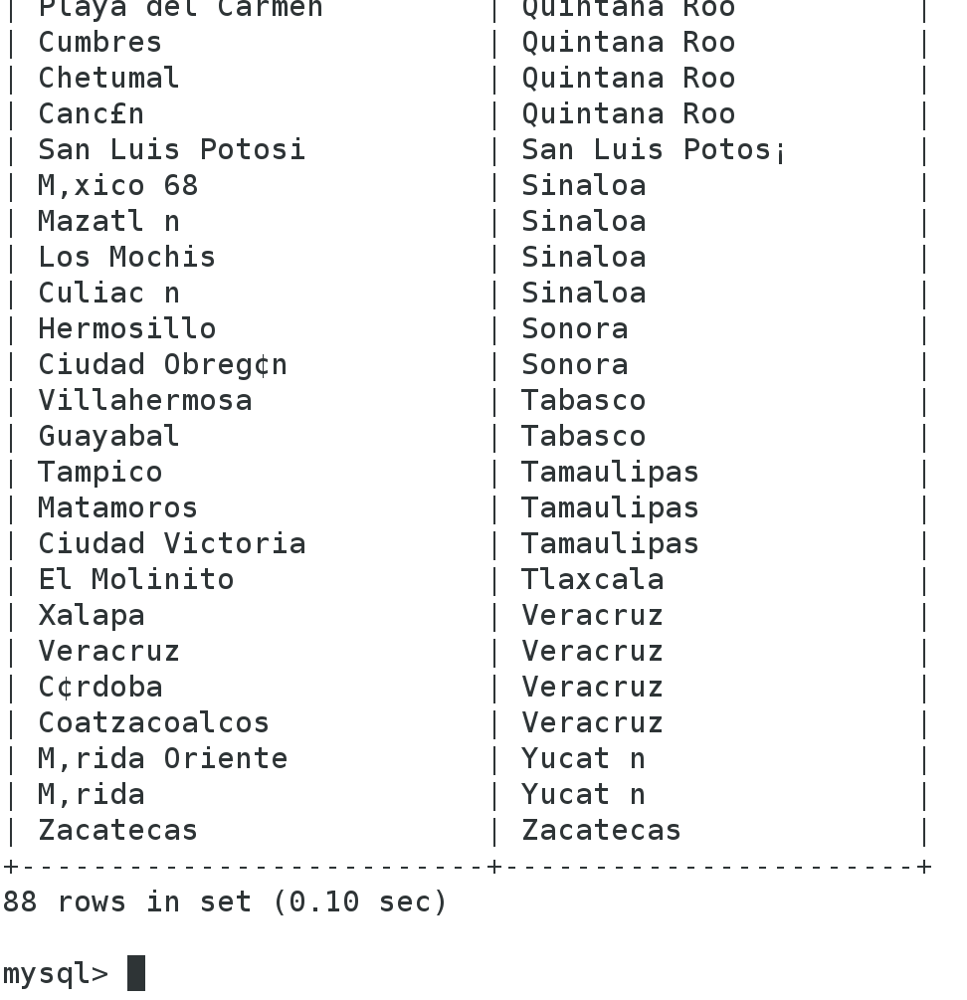 | Playa del Carmen | Quintana Roo |
| Cumbres | Quintana Roo |
| Chetumal | Quintana Roo |
| Canc£n | Quintana Roo |
| San Luis Potosi | San Luis Potos¡ |
| M,xico 68 | Sinaloa |
| Mazatl n | Sinaloa |
| Los Mochis | Sinaloa |
| Culiac n | Sinaloa |
| Hermosillo | Sonora |
| Ciudad Obreg¢n | Sonora |
| Villahermosa | Tabasco |
| Guayabal | Tabasco |
| Tampico | Tamaulipas |
| Matamoros | Tamaulipas |
| Ciudad Victoria | Tamaulipas |
| El Molinito | Tlaxcala |
| Xalapa | Veracruz |
| Veracruz | Veracruz |
| C¢rdoba | Veracruz |
| Coatzacoalcos | Veracruz |
| M,rida Oriente | Yucat n |
| M,rida | Yucat n |
| Zacatecas | Zacatecas |
+--------------------------+-----------------------+
88 rows in set (0.10 sec)
mysql>